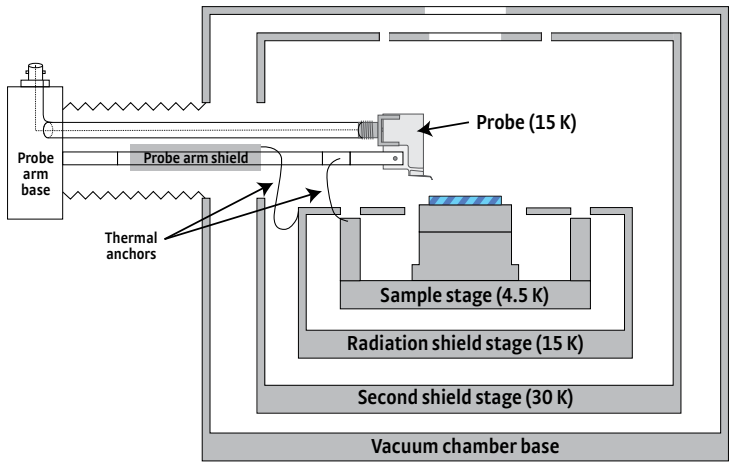 Probe (15 K)
Probe
arm
base
Probe arm shield
Thermal
anchors
Sample stage (4.5 K)
Radiation shield stage (15 K)
Second shield stage (30 K)
Vacuum chamber base